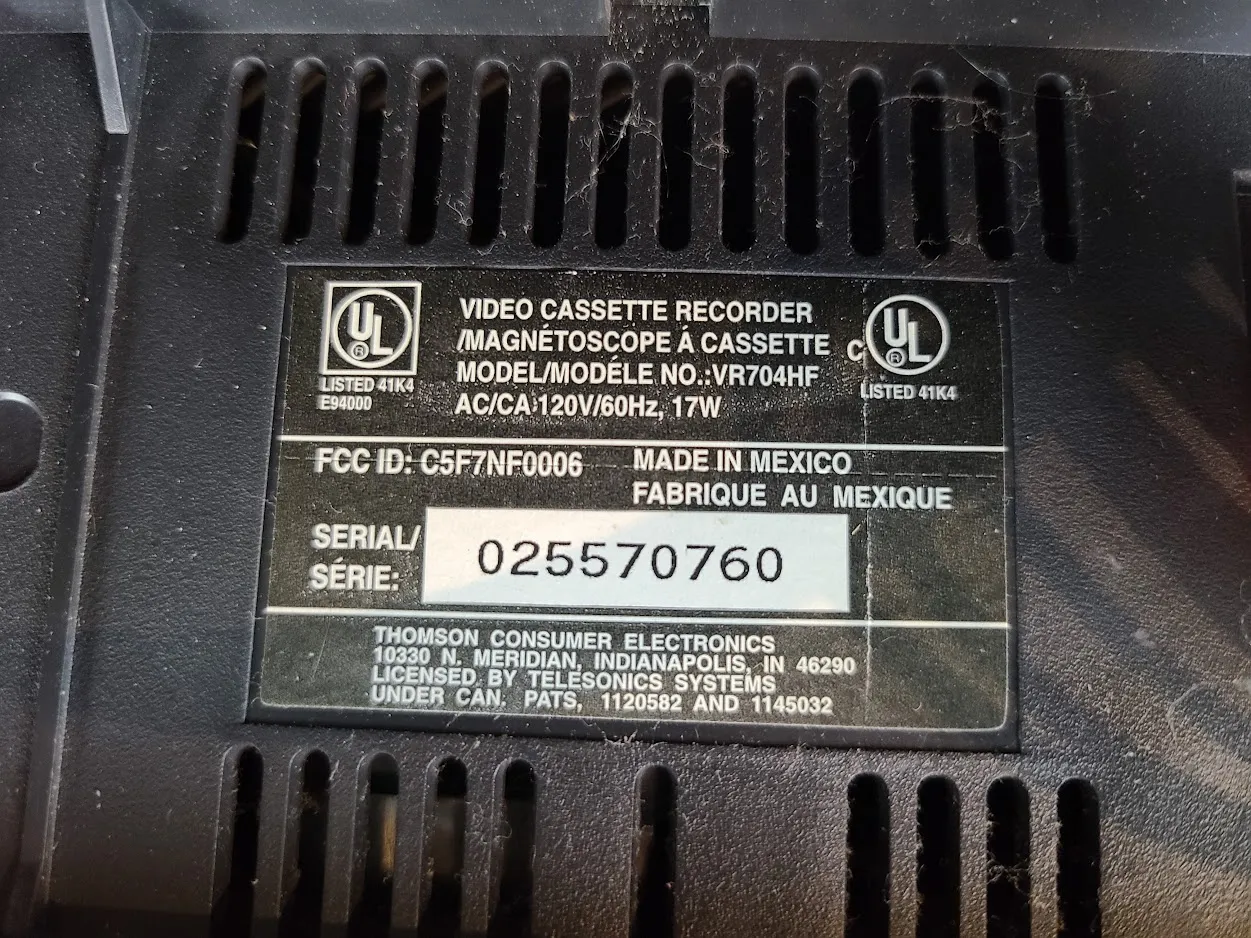 UL
®
LISTED 41K4
E94000
VIDEO CASSETTE RECORDER
/MAGNÉTOSCOPE Á CASSETTE
MODEL/MODÉLE NO.:VR704HF
AC/CA 120V/60Hz, 17W
C UL
®
LISTED 41K4
FCC ID: C5F7NF0006
MADE IN MEXICO
FABRIQUE AU MEXIQUE
SERIAL/
SÉRIE:
025570760
THOMSON CONSUMER ELECTRONICS
10330 N. MERIDIAN, INDIANAPOLIS, IN 46290
LICENSED BY TELESONICS SYSTEMS
UNDER CAN. PATS, 1120582 AND 1145032